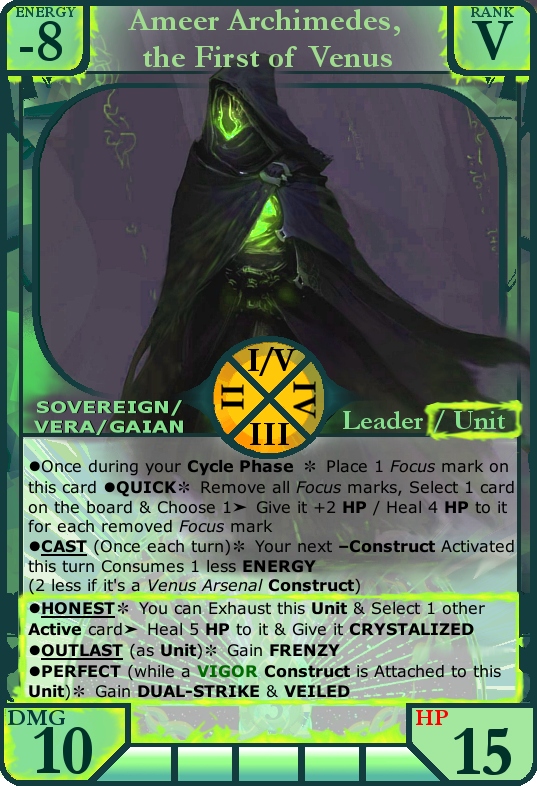 ENERGY
-8
Ameer Archimedes,
the First of Venus
RANK
V
I/V
II
IV
III
SOVEREIGN/
VERA/GAIAN
Leader / Unit
●Once during your Cycle Phase ✻ Place 1 Focus mark on
this card ●QUICK✻ Remove all Focus marks, Select 1 card
on the board & Choose 1➤ Give it +2 HP / Heal 4 HP to it
for each removed Focus mark
●CAST (Once each turn)✻ Your next –Construct Activated
this turn Consumes 1 less ENERGY
(2 less if it's a Venus Arsenal Construct)
●HONEST✻ You can Exhaust this Unit & Select 1 other
Active card➤ Heal 5 HP to it & Give it CRYSTALIZED
●OUTLAST (as Unit)✻ Gain FRENZY
●PERFECT (while a VIGOR Construct is Attached to this
Unit)✻ Gain DUAL-STRIKE & VEILED
DMG
10
HP
15